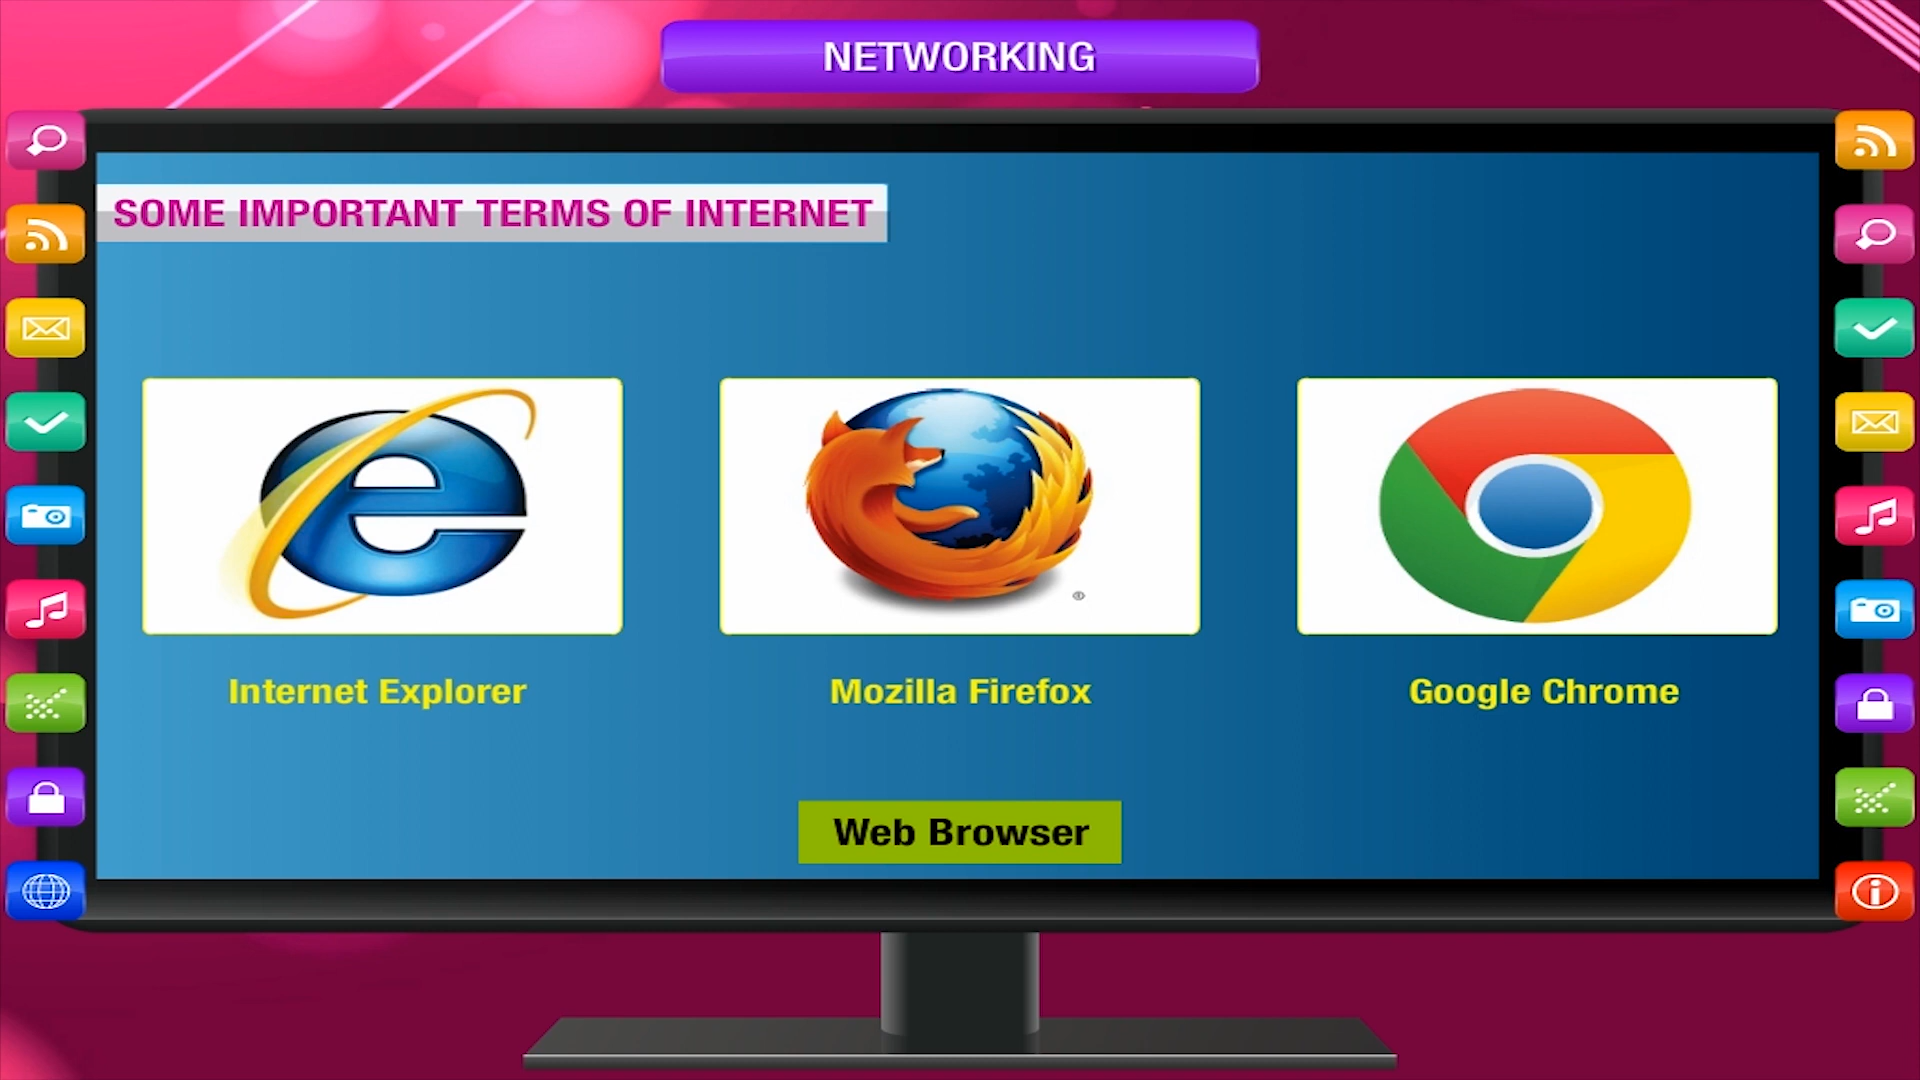 NETWORKING
SOME IMPORTANT TERMS OF INTERNET
Internet Explorer
Mozilla Firefox
Google Chrome
Web Browser